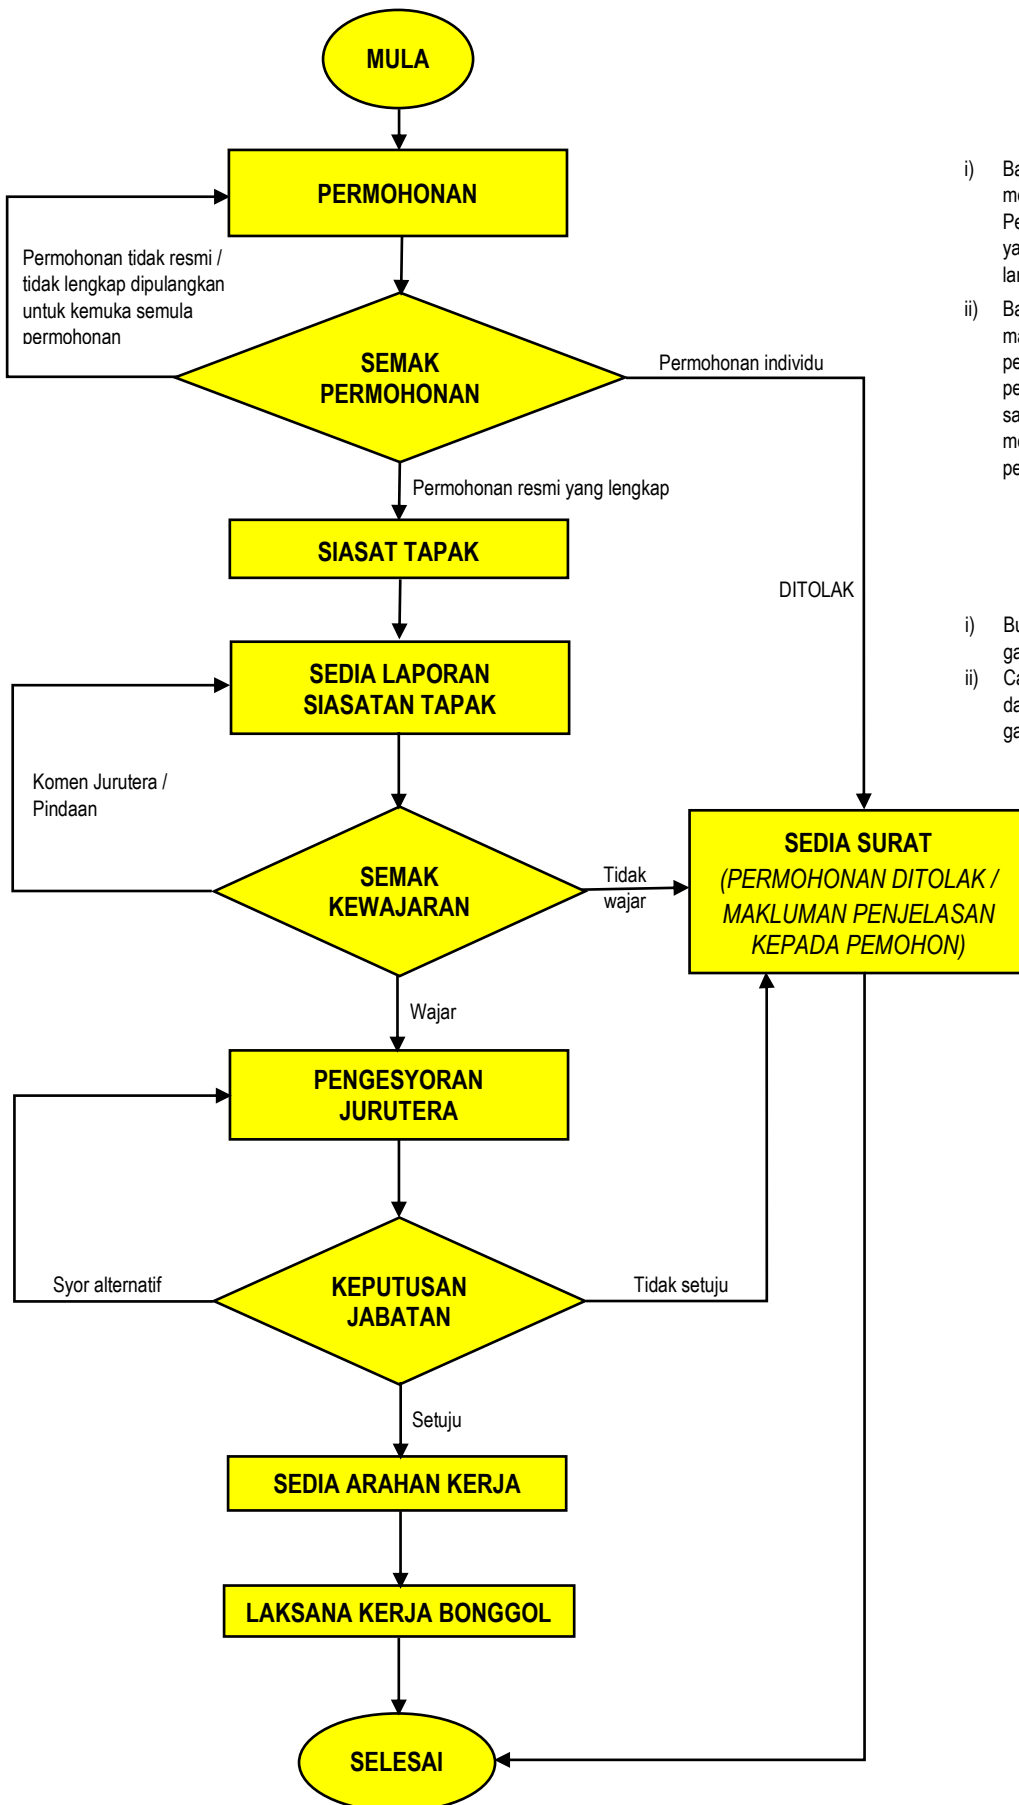 MULA
PERMOHONAN
Permohonan tidak resmi /
tidak lengkap dipulangkan
untuk kemuka semula
permohonan
SEMAK
PERMOHONAN
Permohonan individu
Permohonan resmi yang lengkap
SIASAT TAPAK
DITOLAK
SEDIA LAPORAN
SIASATAN TAPAK
Komen Jurutera /
Pindaan
SEMAK
KEWAJARAN
Tidak
wajar
SEDIA SURAT
(PERMOHONAN DITOLAK /
MAKLUMAN PENJELASAN
KEPADA PEMOHON)
Wajar
PENGESYORAN
JURUTERA
Syor alternatif
KEPUTUSAN
JABATAN
Tidak setuju
Setuju
SEDIA ARAHAN KERJA
LAKSANA KERJA BONGGOL
SELESAI
i)
ii)
i)
ii)